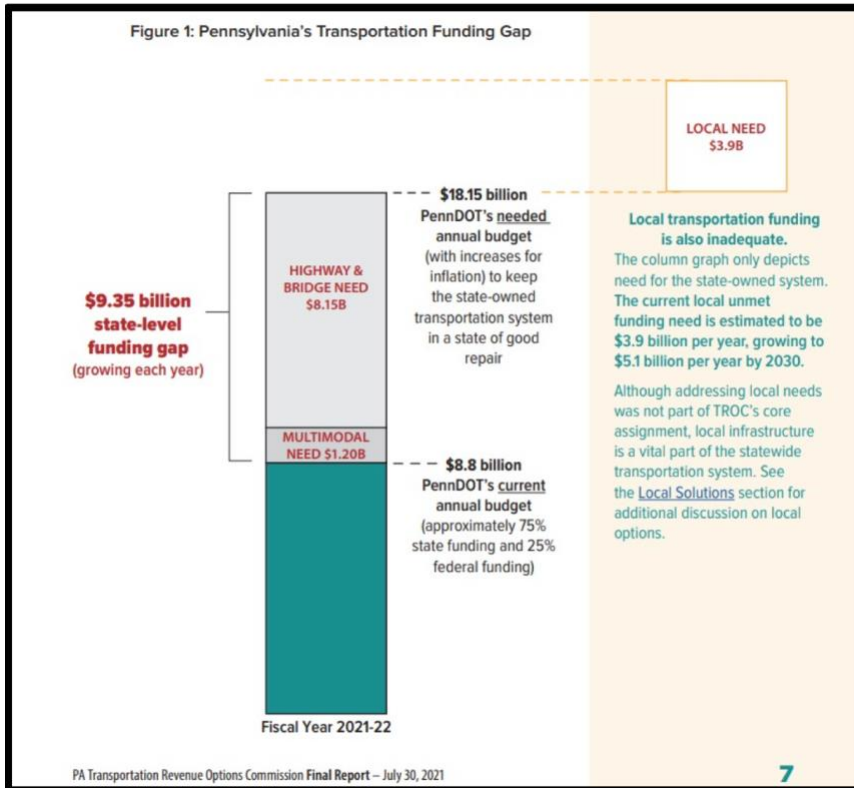 Figure 1: Pennsylvania's Transportation Funding Gap
LOCAL NEED
$3.9B
$9.35 billion
state-level
funding gap
(growing each year)
HIGHWAY &
BRIDGE NEED
$8.15B
MULTIMODAL
NEED $1.20B
$18.15 billion
PennDOT's needed
annual budget
(with increases for
inflation) to keep
the state-owned
transportation system
in a state of good
repair
$8.8 billion
PennDOT's current
annual budget
(approximately 75%
state funding and 25%
federal funding)
Fiscal Year 2021-22
Local transportation funding
is also inadequate.
The column graph only depicts
need for the state-owned system.
The current local unmet
funding need is estimated to be
$3.9 billion per year, growing to
$5.1 billion per year by 2030.
Although addressing local needs
was not part of TROC's core
assignment, local infrastructure
is a vital part of the statewide
transportation system. See
the Local Solutions section for
additional discussion on local
options.
PA Transportation Revenue Options Commission Final Report – July 30, 2021
7